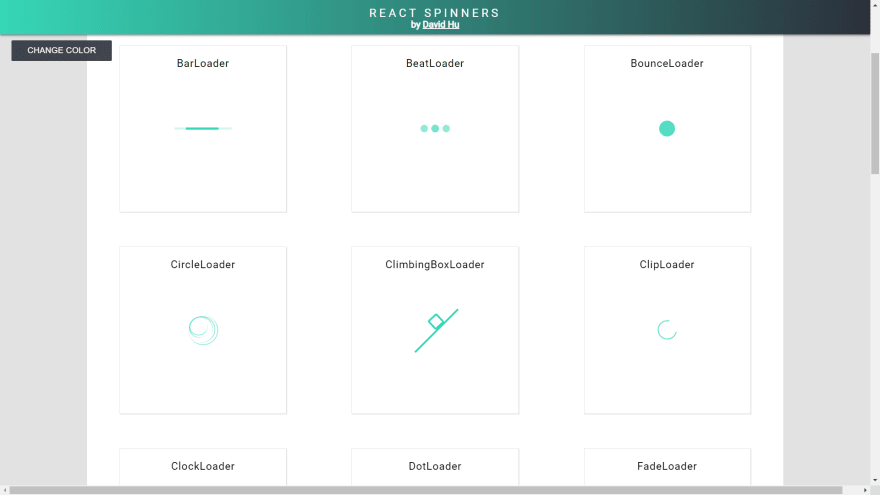 REACT SPINNERS
by David Hu
CHANGE COLOR
BarLoader
BeatLoader
BounceLoader
CircleLoader
ClimbingBoxLoader
ClipLoader
ClockLoader
DotLoader
FadeLoader